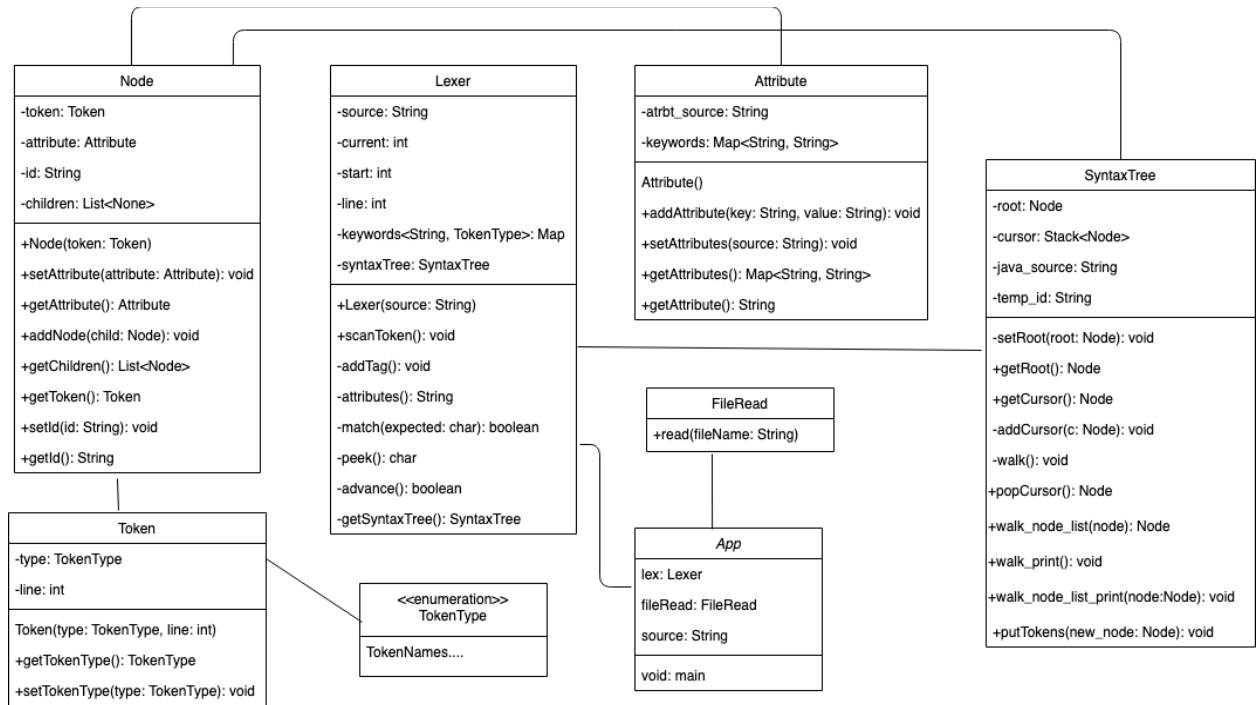 Node
-token: Token
-attribute: Attribute
-id: String
-children: List<None>
+Node(token: Token)
+setAttribute(attribute: Attribute): void
+getAttribute(): Attribute
+addNode(child: Node): void
+getChildren(): List<Node>
+getToken(): Token
+setId(id: String): void
+getId(): String
Lexer
-source: String
-current: int
-start: int
-line: int
-keywords<String, TokenType>: Map
-syntaxTree: SyntaxTree
+Lexer(source: String)
+scanToken(): void
-addTag(): void
-attributes(): String
-match(expected: char): boolean
-peek(): char
-advance(): boolean
-getSyntaxTree(): SyntaxTree
Attribute
-atrbt_source: String
-keywords: Map<String, String>
Attribute()
+addAttribute(key: String, value: String): void
+setAttributes(source: String): void
+getAttributes(): Map<String, String>
+getAttribute(): String
SyntaxTree
-root: Node
-cursor: Stack<Node>
-java_source: String
-temp_id: String
-setRoot(root: Node): void
+getRoot(): Node
+getCursor(): Node
-addCursor(c: Node): void
-walk(): void
+popCursor(): Node
+walk_node_list(node): Node
+walk_print(): void
+walk_node_list_print(node:Node): void
+putTokens(new_node: Node): void
FileRead
+read(fileName: String)
Token
-type: TokenType
-line: int
Token(type: TokenType, line: int)
+getTokenType(): TokenType
+setTokenType(type: TokenType): void
<<enumeration>>
TokenType
TokenNames....
App
lex: Lexer
fileRead: FileRead
source: String
void: main